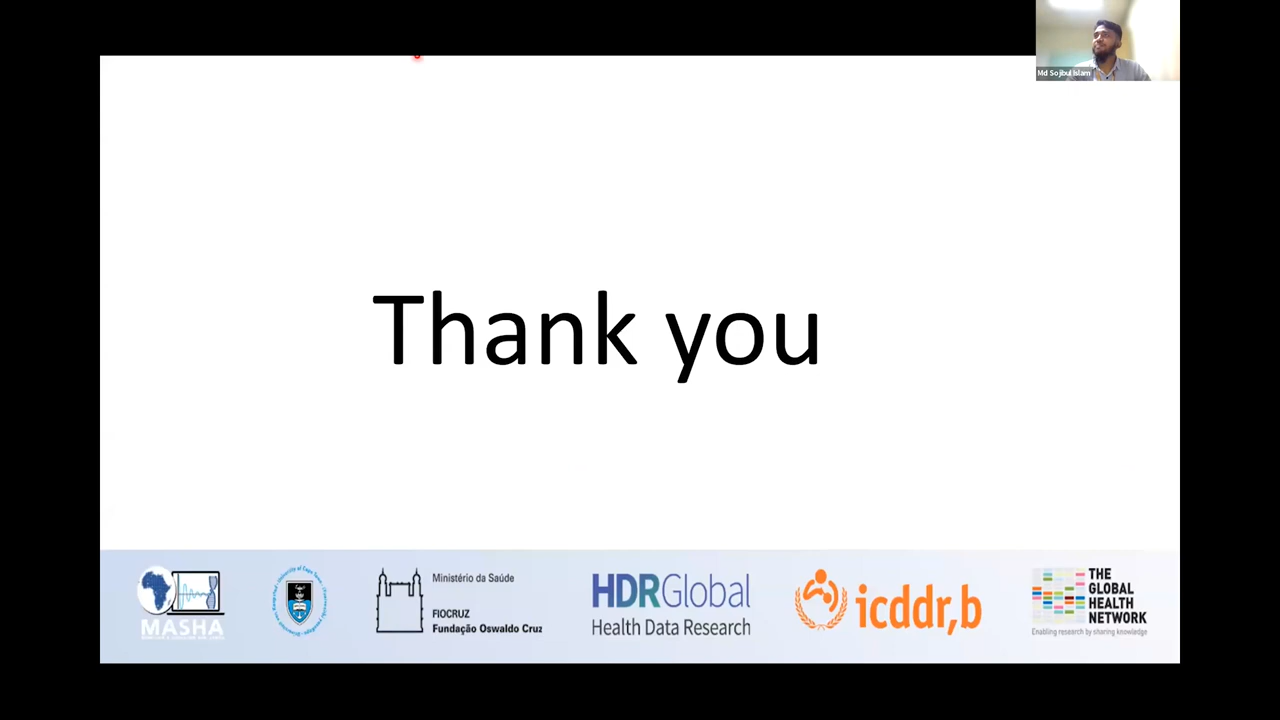 Md Sojibul Islam
Thank you
MASHA
Ministério da Saúde
FIOCRUZ
Fundação Oswaldo Cruz
HDRGlobal
Health Data Research
icddr,b
THE
GLOBAL
HEALTH
NETWORK
Enabling research by sharing knowledge